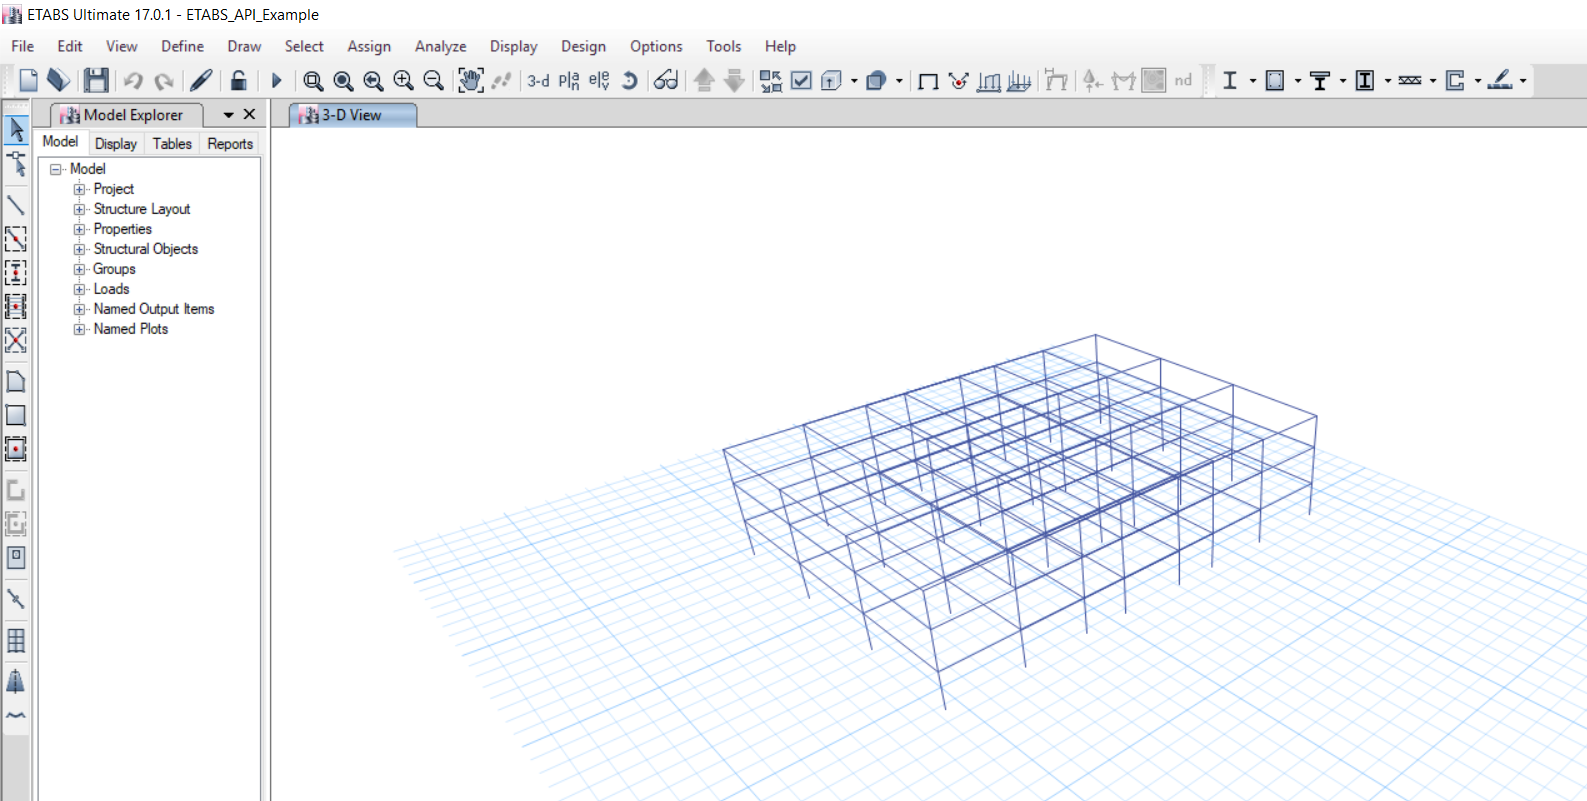 ETABS Ultimate 17.0.1 - ETABS_API_Example
File Edit View Define Draw Select Assign Analyze Display Design Options Tools Help
3-d nd
Model Explorer
3-D View
Model Display Tables Reports
Model
Project
Structure Layout
Properties
Structural Objects
Groups
Loads
Named Output Items
Named Plots